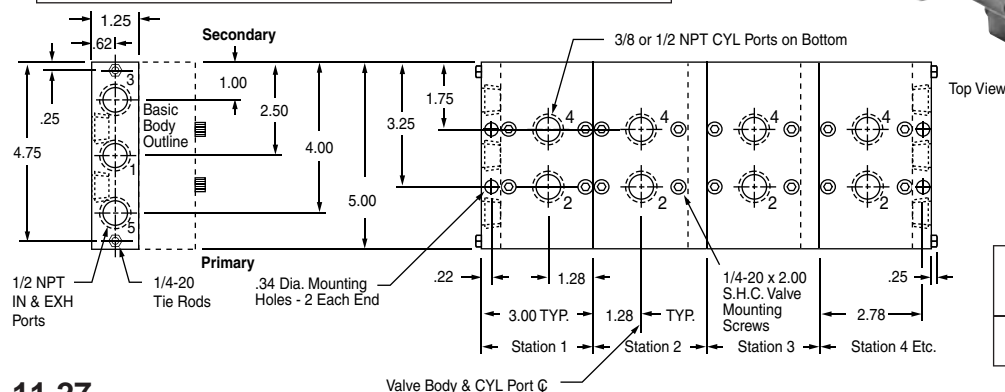 1.25
.62
Secondary
3/8 or 1/2 NPT CYL Ports on Bottom
3
1.00
.25
Basic
Body
Outline
2.50
1.75
3.25
Top View
4.75
4.00
4
4
4
4
1
5.00
5
2
2
2
2
Primary
1/2 NPT
IN & EXH
Ports
1/4-20
Tie Rods
.34 Dia. Mounting
Holes - 2 Each End
.22
1.28
1/4-20 x 2.00
S.H.C. Valve
Mounting
Screws
.25
3.00 TYP.
1.28
TYP.
2.78
Station 1
Station 2
Station 3
Station 4 Etc.
11-27
Valve Body & CYL Port ℄